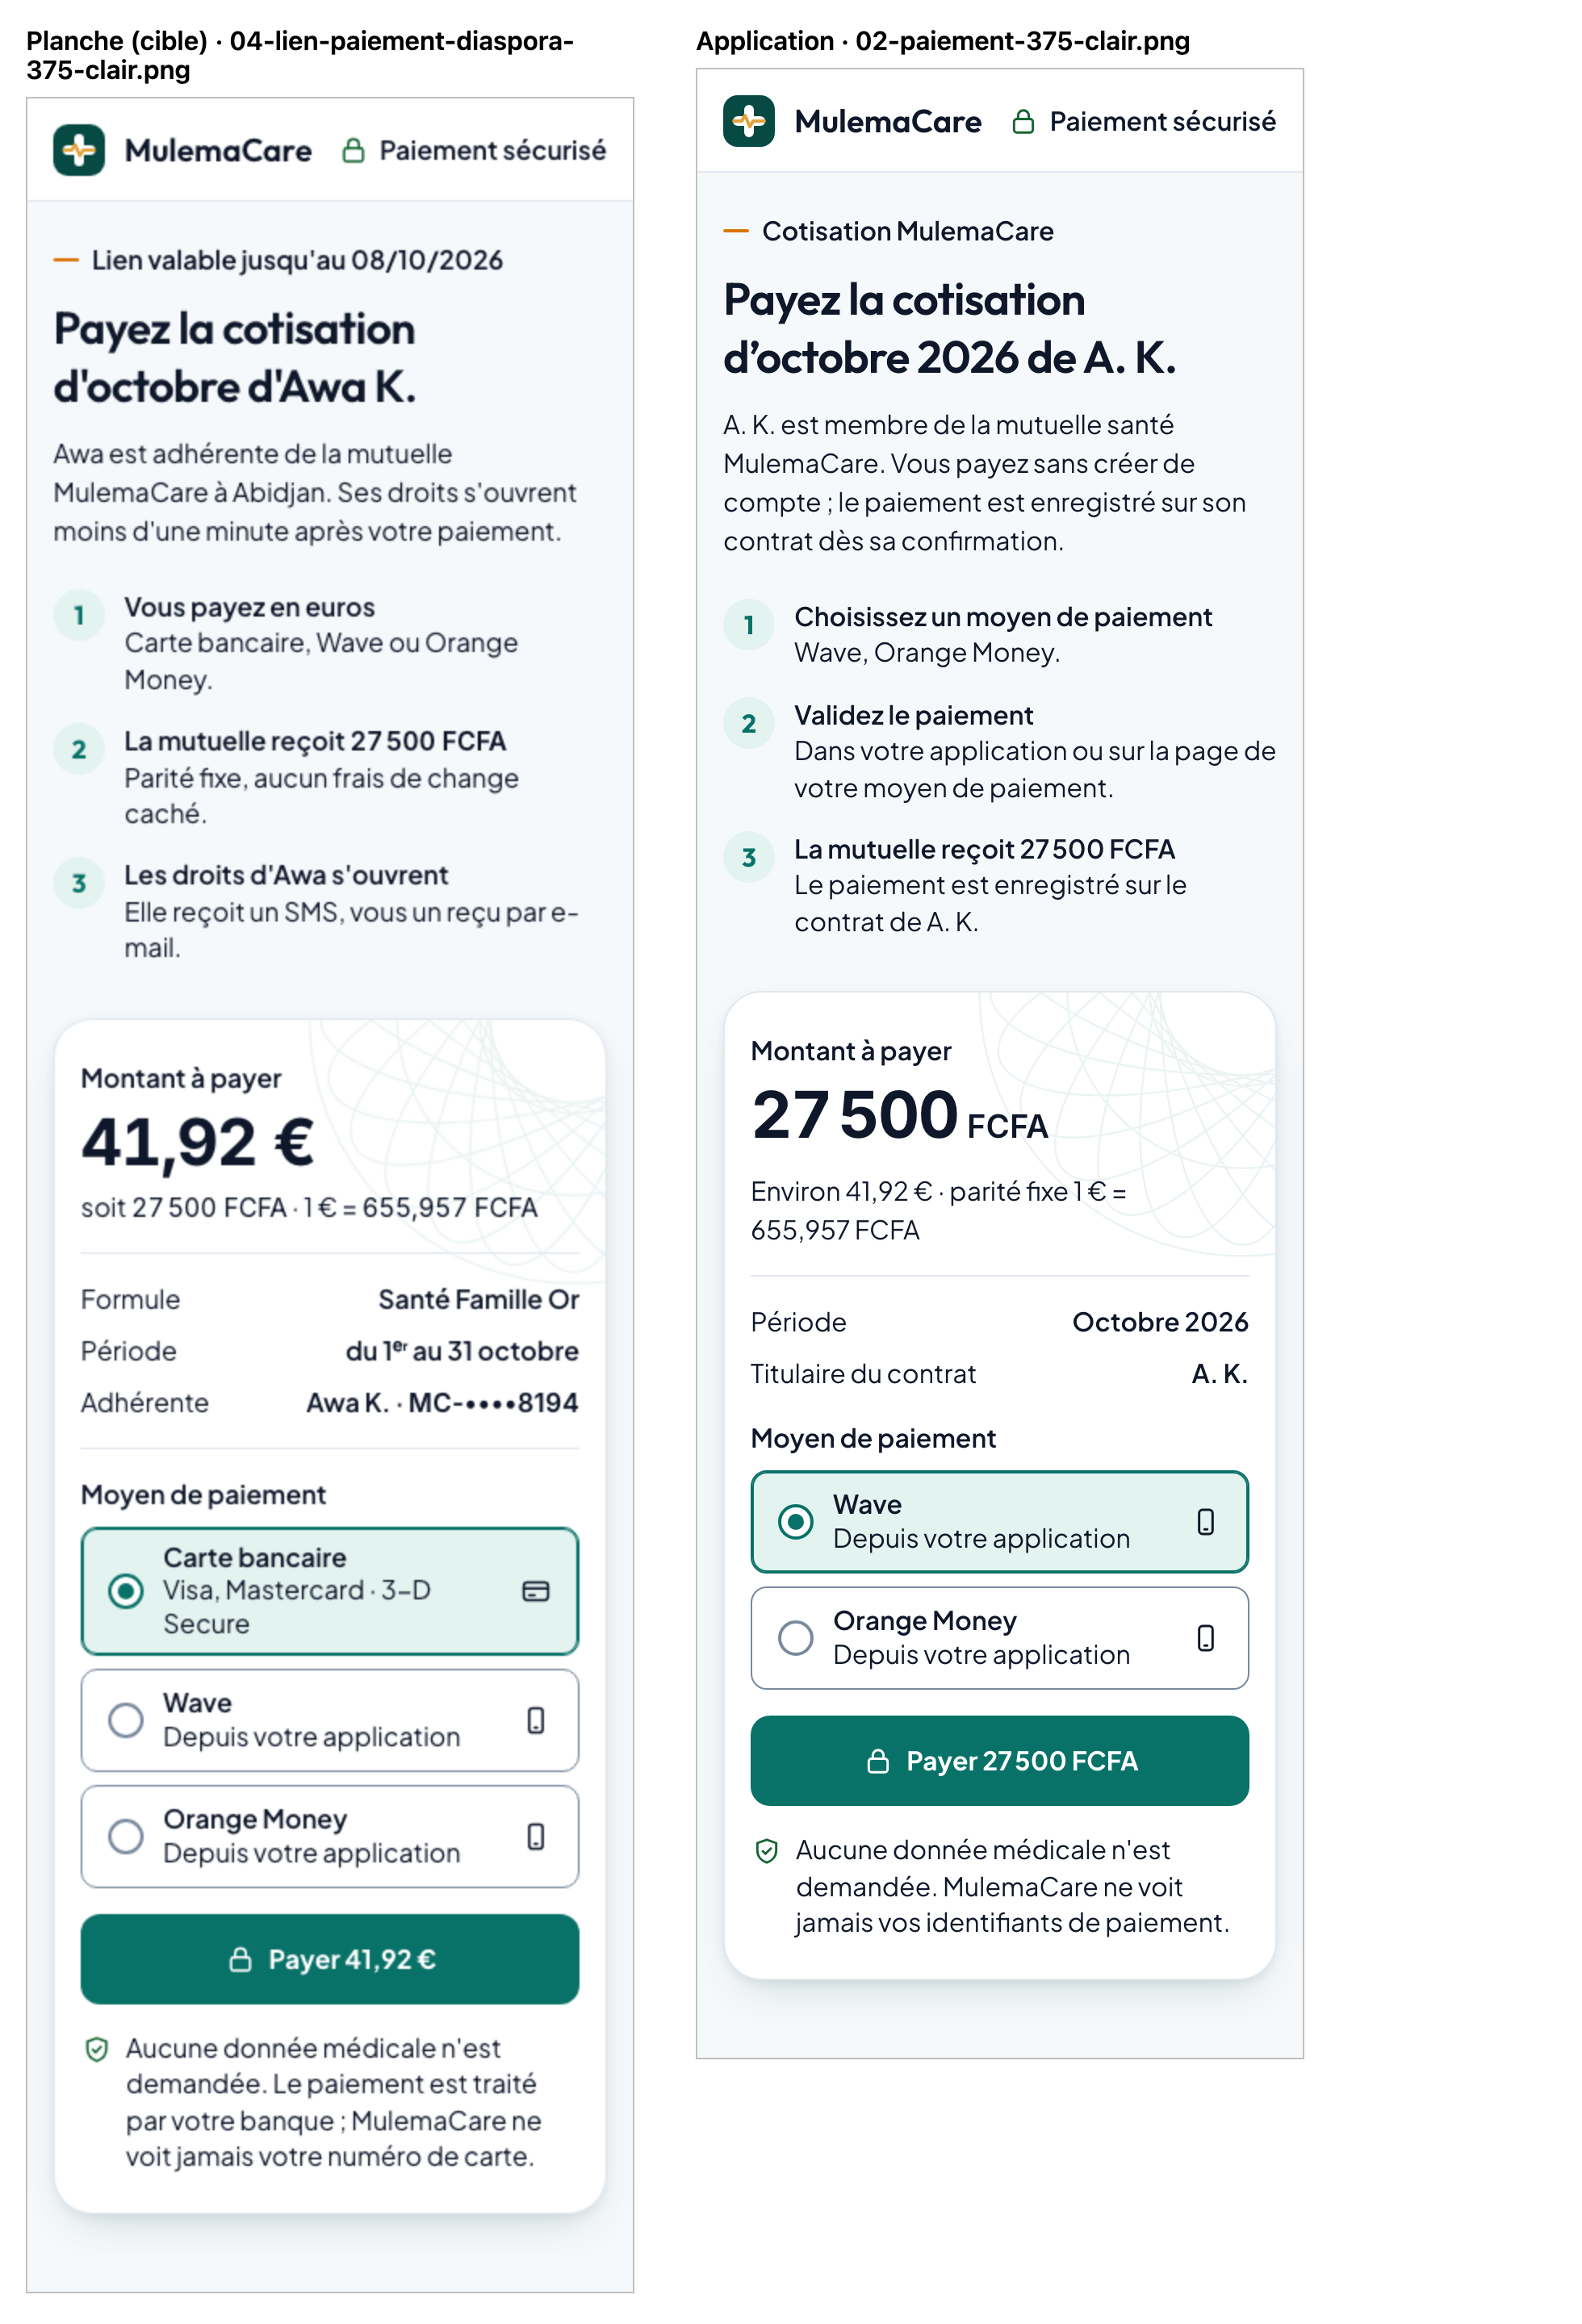 Planche (cible) · 04-lien-paiement-diaspora-
375-clair.png
MulemaCare
Paiement sécurisé
Lien valable jusqu'au 08/10/2026
Payez la cotisation
d'octobre d'Awa K.
Awa est adhérente de la mutuelle
MulemaCare à Abidjan. Ses droits s'ouvrent
moins d'une minute après votre paiement.
1
Vous payez en euros
Carte bancaire, Wave ou Orange
Money.
2
La mutuelle reçoit 27 500 FCFA
Parité fixe, aucun frais de change
caché.
3
Les droits d'Awa s'ouvrent
Elle reçoit un SMS, vous un reçu par e-
mail.
Montant à payer
41,92 €
soit 27 500 FCFA · 1 € = 655,957 FCFA
Formule Santé Famille Or
Période du 1er au 31 octobre
Adhérente Awa K. · MC-••••8194
Moyen de paiement
Carte bancaire
Visa, Mastercard · 3-D
Secure
Wave
Depuis votre application
Orange Money
Depuis votre application
Payer 41,92 €
Aucune donnée médicale n'est
demandée. Le paiement est traité
par votre banque ; MulemaCare ne
voit jamais votre numéro de carte.
Application · 02-paiement-375-clair.png
MulemaCare
Paiement sécurisé
Cotisation MulemaCare
Payez la cotisation
d’octobre 2026 de A. K.
A. K. est membre de la mutuelle santé
MulemaCare. Vous payez sans créer de
compte ; le paiement est enregistré sur son
contrat dès sa confirmation.
1
Choisissez un moyen de paiement
Wave, Orange Money.
2
Validez le paiement
Dans votre application ou sur la page de
votre moyen de paiement.
3
La mutuelle reçoit 27 500 FCFA
Le paiement est enregistré sur le
contrat de A. K.
Montant à payer
27 500 FCFA
Environ 41,92 € · parité fixe 1 € =
655,957 FCFA
Période Octobre 2026
Titulaire du contrat A. K.
Moyen de paiement
Wave
Depuis votre application
Orange Money
Depuis votre application
Payer 27 500 FCFA
Aucune donnée médicale n'est
demandée. MulemaCare ne voit
jamais vos identifiants de paiement.